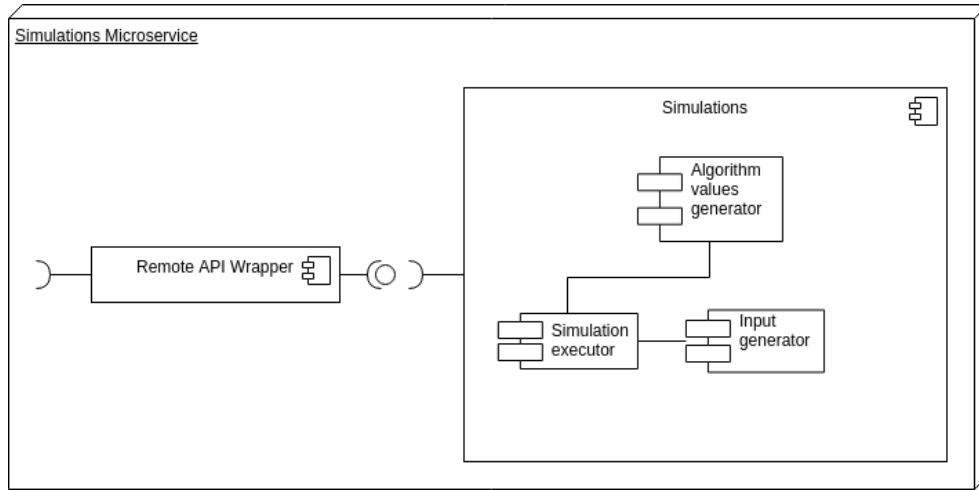 Simulations Microservice
Simulations
Algorithm
values
generator
Remote API Wrapper
Simulation
executor
Input
generator